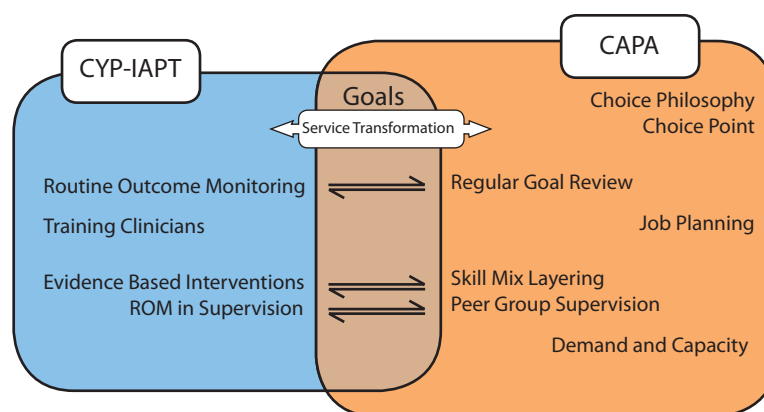 CYP-IAPT
CAPA
Goals
Service Transformation
Choice Philosophy
Choice Point
Routine Outcome Monitoring
Regular Goal Review
Training Clinicians
Job Planning
Evidence Based Interventions
Skill Mix Layering
ROM in Supervision
Peer Group Supervision
Demand and Capacity